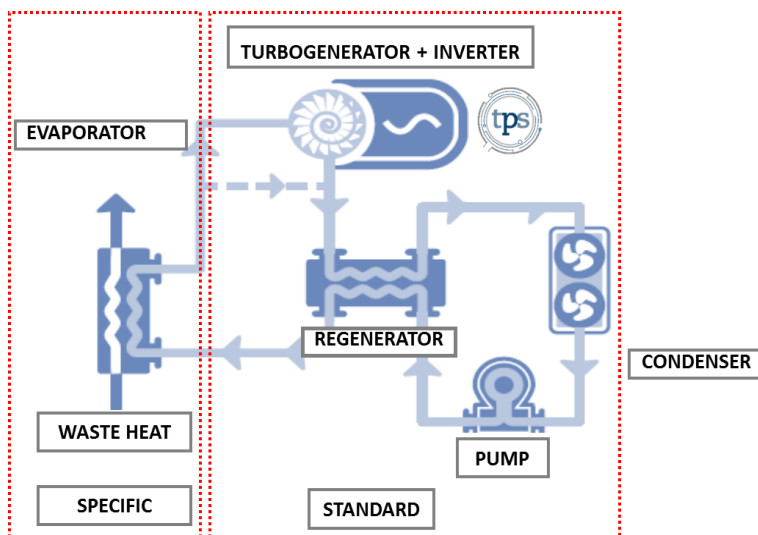 TURBOGENERATOR + INVERTER
tps
EVAPORATOR
REGENERATOR
CONDENSER
WASTE HEAT
PUMP
SPECIFIC
STANDARD